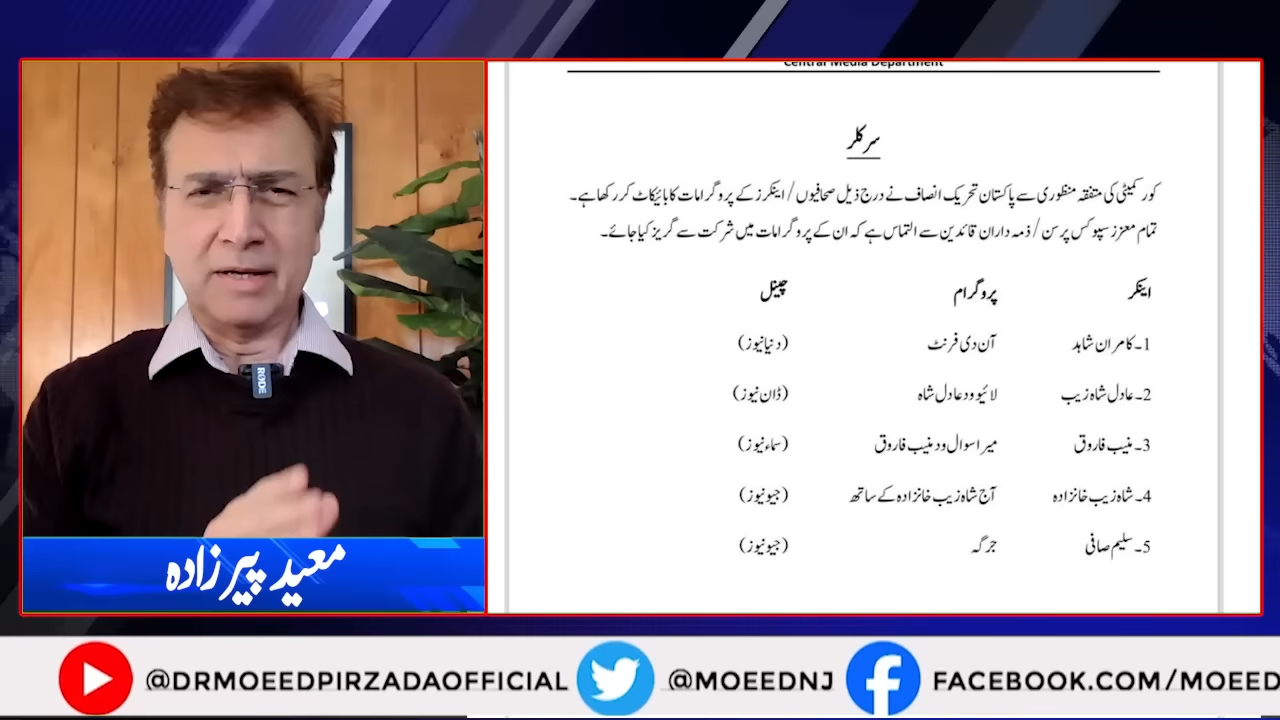 Central Media Department
سرکلر
کور کمیٹی کی متفقہ منظوری سے پاکستان تحریک انصاف نے درج ذیل صحافیوں / اینکرز کے پروگرامات کا بائیکاٹ کر رکھا ہے۔
تمام معزز سپوکس پرسن / ذمہ داران قائدین سے التماس ہے کہ ان کے پروگرامات میں شرکت سے گریز کیا جائے۔
اینکر پروگرام چینل
1۔ کامران شاہد آن دی فرنٹ (دنیا نیوز)
2۔ عادل شاہ زیب لائیو ود عادل شاہ (ڈان نیوز)
3۔ منیب فاروق میرا سوال ود منیب فاروق (سماء نیوز)
4۔ شاہ زیب خانزادہ آج شاہ زیب خانزادہ کے ساتھ (جیو نیوز)
5۔ سلیم صافی جرگہ (جیو نیوز)
RØDE
معید پیرزادہ
@DRMOEEDPIRZADAOFFICIAL @MOEEDNJ FACEBOOK.COM/MOEED